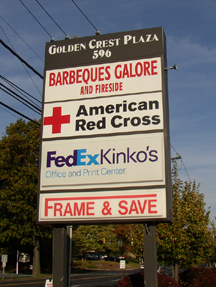 GOLDEN CREST PLAZA
596
BARBEQUES GALORE
AND FIRESIDE
American
Red Cross
FedEx Kinko's
Office and Print Center
FRAME & SAVE